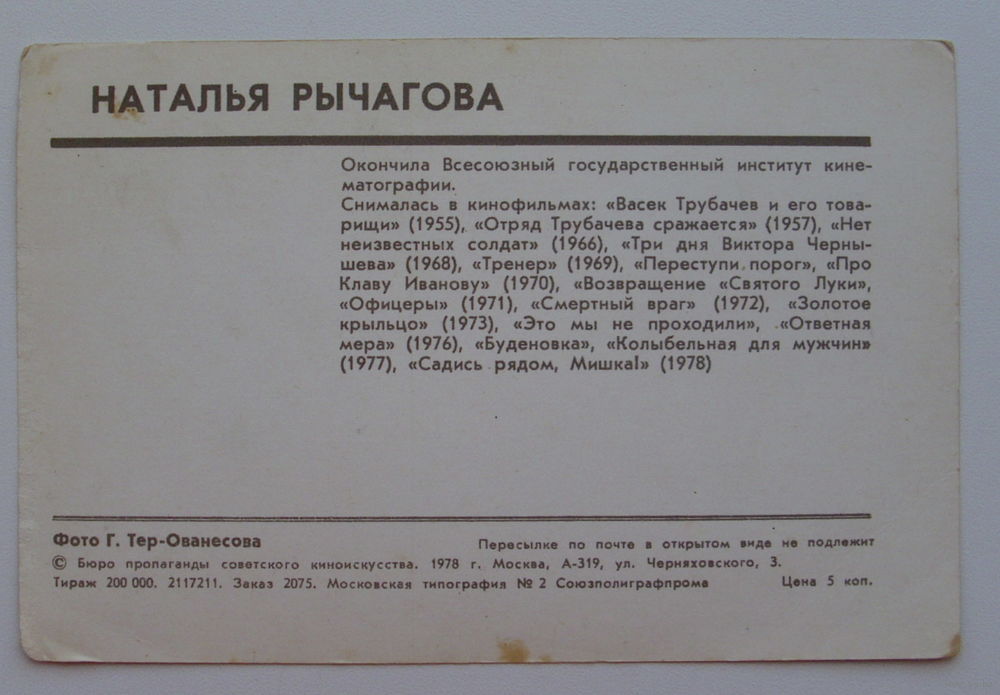 НАТАЛЬЯ РЫЧАГОВА
Окончила Всесоюзный государственный институт кине-
матографии.
Снималась в кинофильмах: «Васек Трубачев и его това-
рищи» (1955), «Отряд Трубачева сражается» (1957), «Нет
неизвестных солдат» (1966), «Три дня Виктора Черны-
шева» (1968), «Тренер» (1969), «Переступи порог», «Про
Клаву Иванову» (1970), «Возвращение «Святого Луки»,
«Офицеры» (1971), «Смертный враг» (1972), «Золотое
крыльцо» (1973), «Это мы не проходили», «Ответная
мера» (1976), «Буденовка», «Колыбельная для мужчин»
(1977), «Садись рядом, Мишка!» (1978)
Фото Г. Тер-Ованесова
Пересылке по почте в открытом виде не подлежит
© Бюро пропаганды советского киноискусства. 1978 г. Москва, А-319, ул. Черняховского, 3.
Тираж 200 000. 2117211. Заказ 2075. Московская типография № 2 Союзполиграфпрома Цена 5 коп.